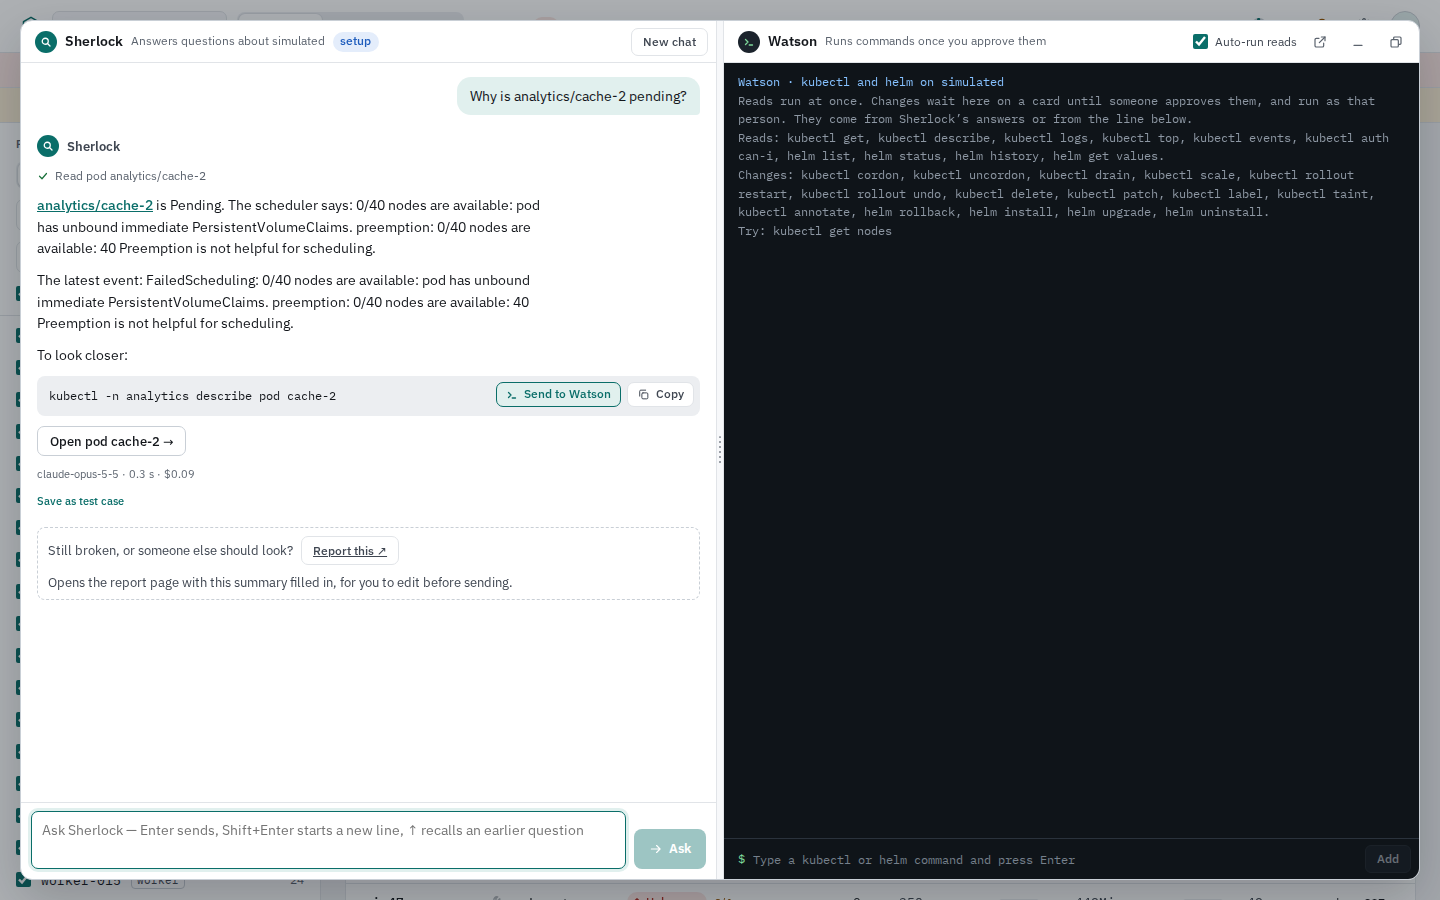 Sherlock Answers questions about simulated setup New chat
Why is analytics/cache-2 pending?
Sherlock
Read pod analytics/cache-2
analytics/cache-2 is Pending. The scheduler says: 0/40 nodes are available: pod
has unbound immediate PersistentVolumeClaims. preemption: 0/40 nodes are
available: 40 Preemption is not helpful for scheduling.
The latest event: FailedScheduling: 0/40 nodes are available: pod has unbound
immediate PersistentVolumeClaims. preemption: 0/40 nodes are available: 40
Preemption is not helpful for scheduling.
To look closer:
kubectl -n analytics describe pod cache-2 Send to Watson Copy
Open pod cache-2 →
claude-opus-5-5 · 0.3 s · $0.09
Save as test case
Still broken, or someone else should look? Report this ↗
Opens the report page with this summary filled in, for you to edit before sending.
Ask Sherlock — Enter sends, Shift+Enter starts a new line, ↑ recalls an earlier question
→ Ask
Watson Runs commands once you approve them Auto-run reads
Watson · kubectl and helm on simulated
Reads run at once. Changes wait here on a card until someone approves them, and run as that
person. They come from Sherlock’s answers or from the line below.
Reads: kubectl get, kubectl describe, kubectl logs, kubectl top, kubectl events, kubectl auth
can-i, helm list, helm status, helm history, helm get values.
Changes: kubectl cordon, kubectl uncordon, kubectl drain, kubectl scale, kubectl rollout
restart, kubectl rollout undo, kubectl delete, kubectl patch, kubectl label, kubectl taint,
kubectl annotate, helm rollback, helm install, helm upgrade, helm uninstall.
Try: kubectl get nodes
$ Type a kubectl or helm command and press Enter Add
worker-015 worker 24